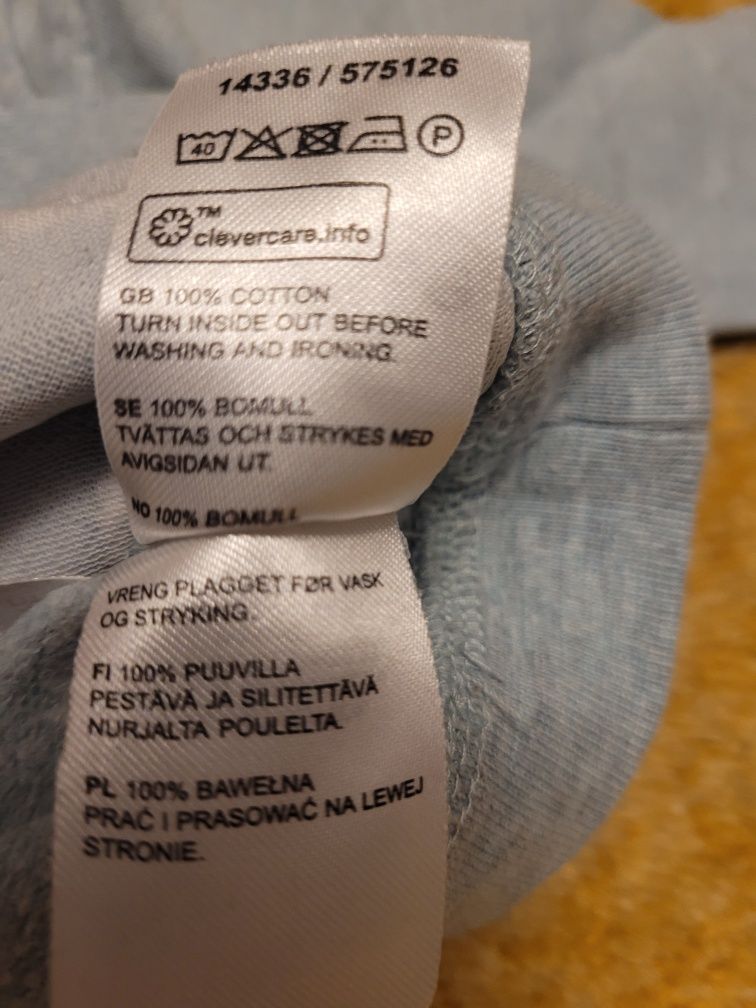 14336 / 575126
40 P
™
clevercare.info
GB 100% COTTON
TURN INSIDE OUT BEFORE
WASHING AND IRONING.
SE 100% BOMULL
TVÄTTAS OCH STRYKES MED
AVIGSIDAN UT.
NO 100% BOMULL
VRENG PLAGGET FØR VASK
OG STRYKING.
FI 100% PUUVILLA
PESTÄVÄ JA SILITETTÄVÄ
NURJALTA POULELTA.
PL 100% BAWEŁNA
PRAĆ I PRASOWAĆ NA LEWEJ
STRONIE.